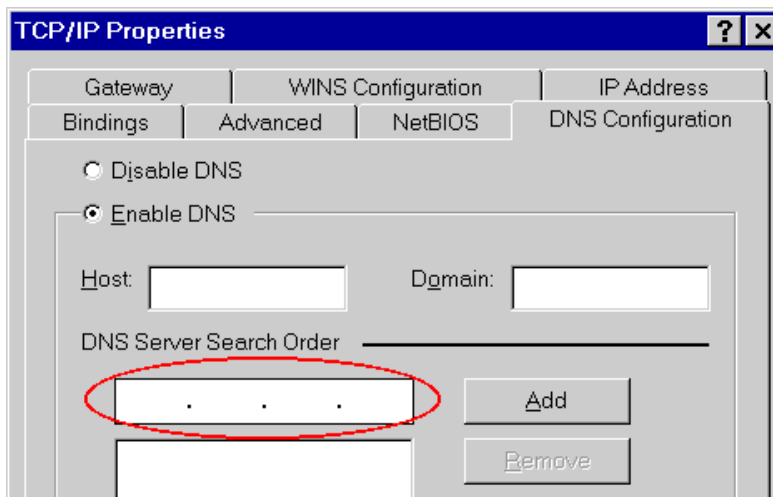 TCP/IP Properties
? X
Gateway WINS Configuration IP Address
Bindings Advanced NetBIOS DNS Configuration
Disable DNS
Enable DNS
Host: Domain:
DNS Server Search Order
. . . Add
Remove